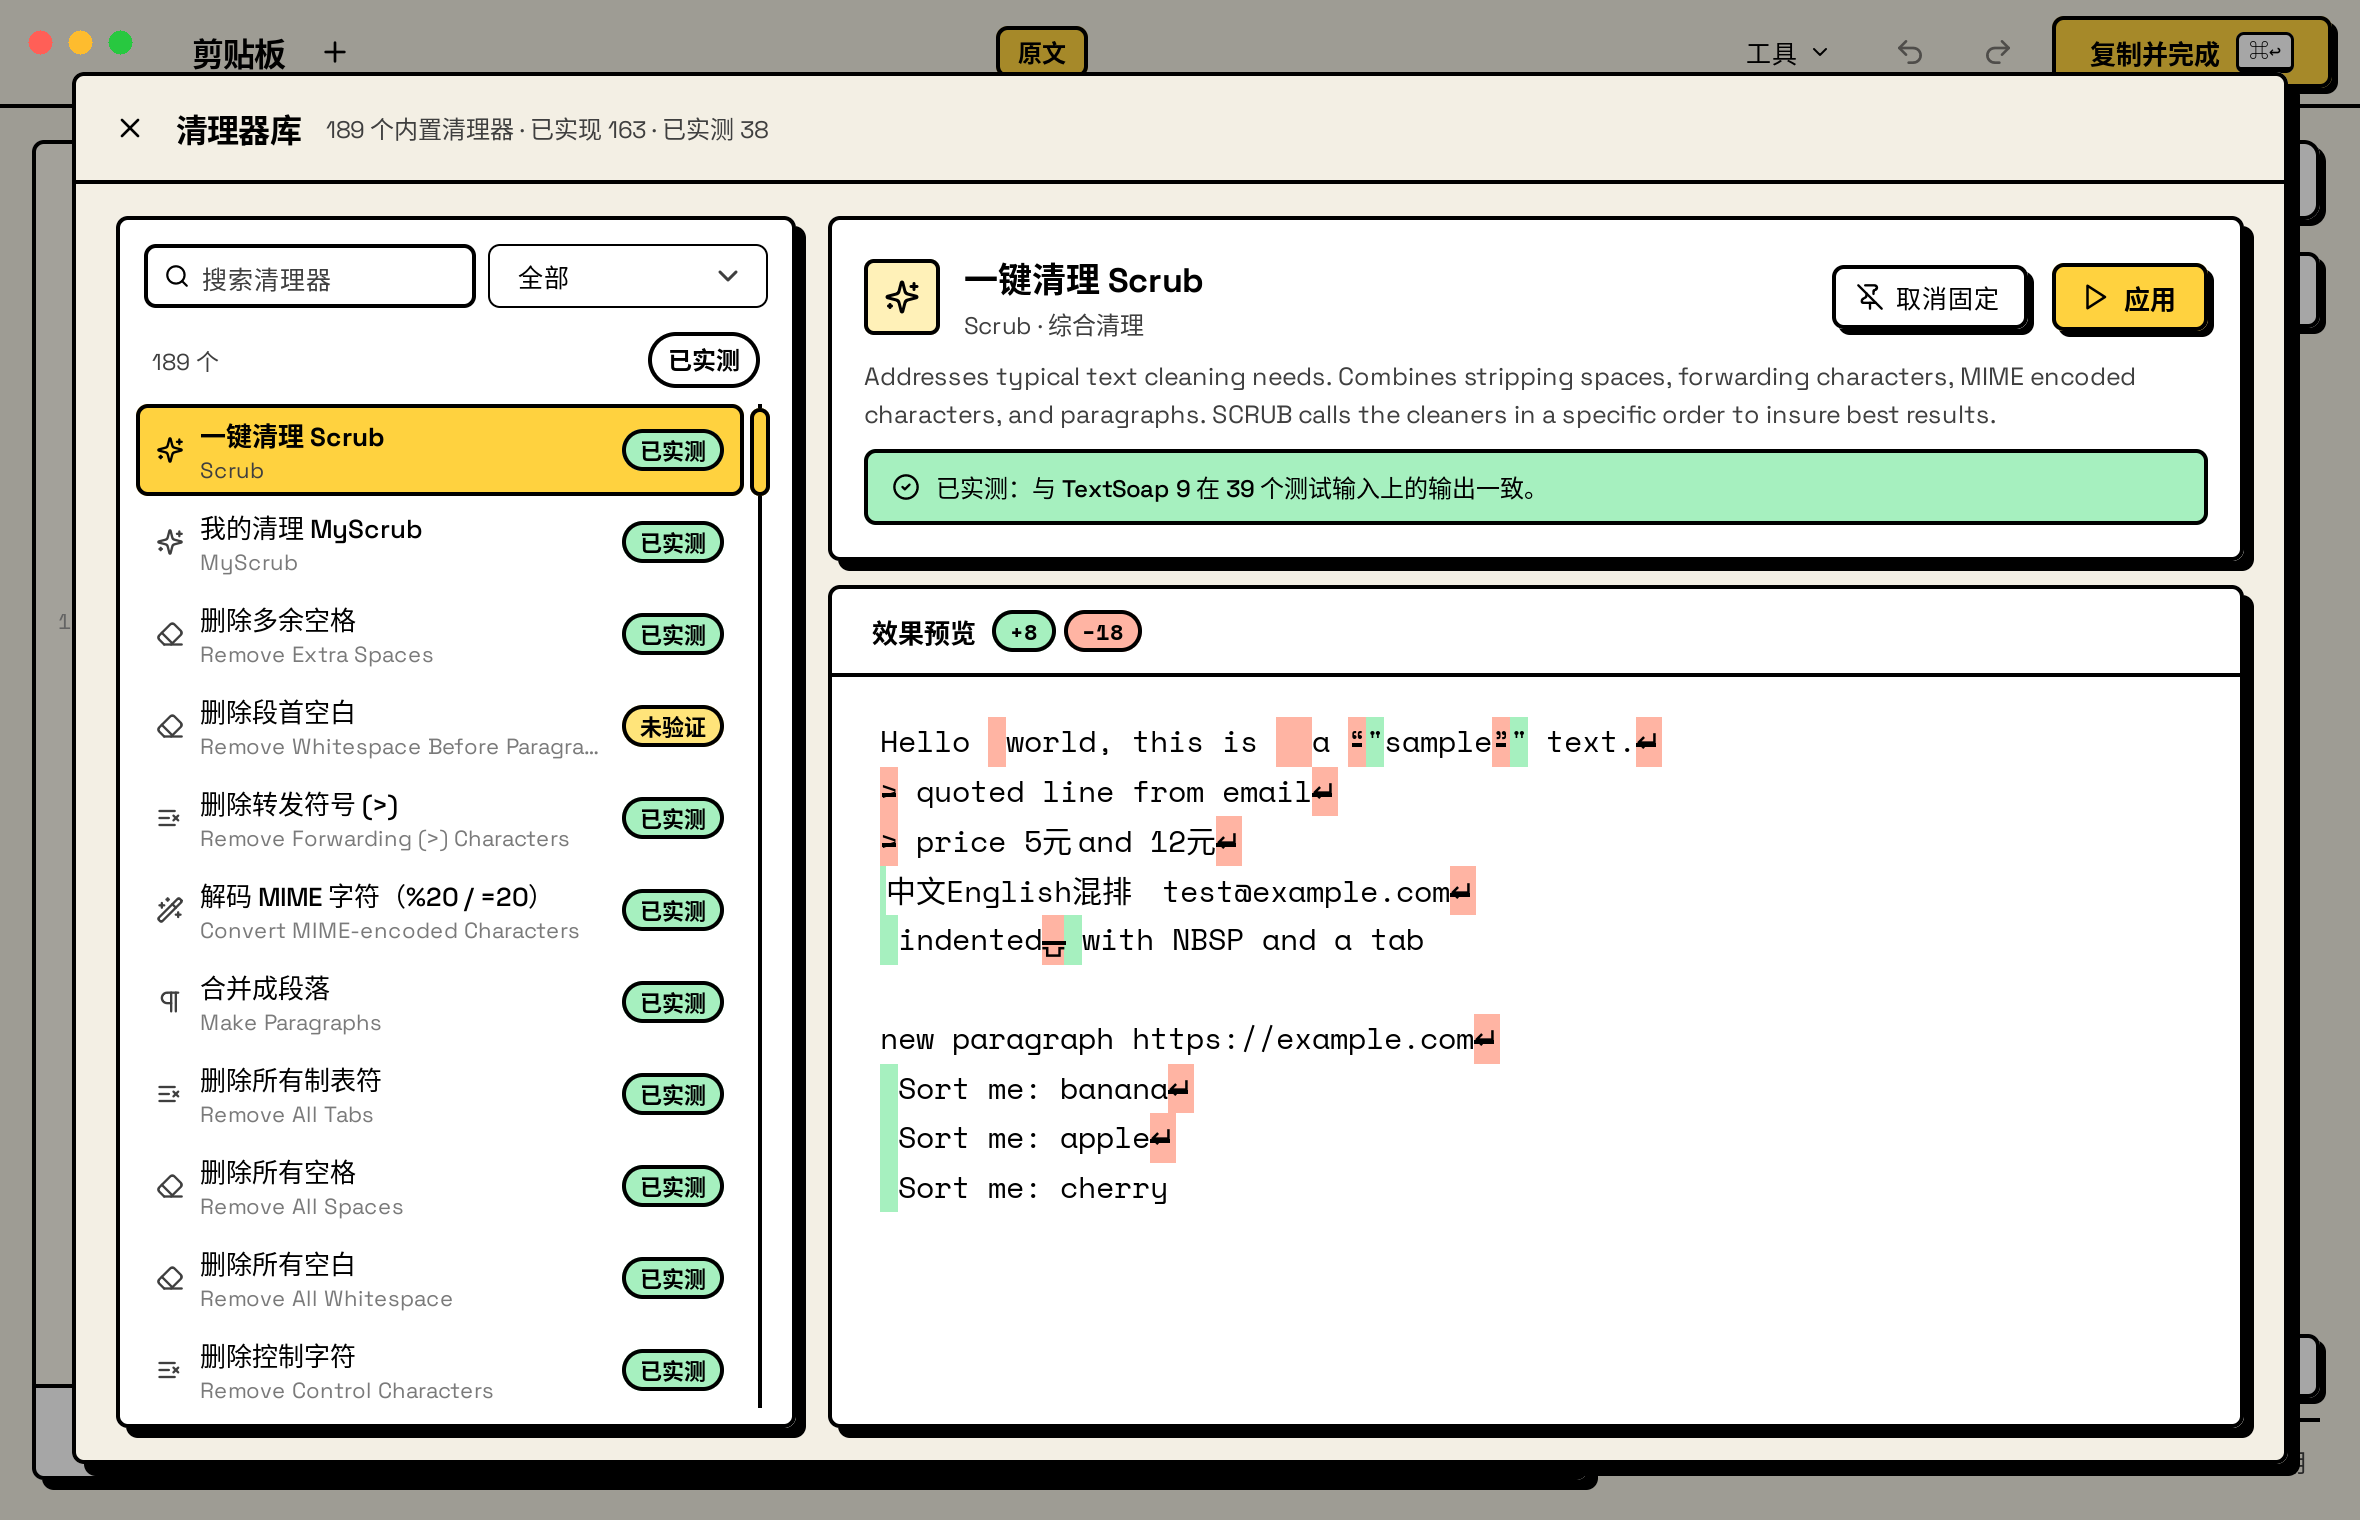 剪贴板
原文
工具
复制并完成 ⌘↩
清理器库
189 个内置清理器 · 已实现 163 · 已实测 38
搜索清理器
全部
189 个
已实测
一键清理 Scrub
Scrub
已实测
我的清理 MyScrub
MyScrub
已实测
删除多余空格
Remove Extra Spaces
已实测
删除段首空白
Remove Whitespace Before Paragra...
未验证
删除转发符号 (>)
Remove Forwarding (>) Characters
已实测
解码 MIME 字符（%20 / =20）
Convert MIME-encoded Characters
已实测
合并成段落
Make Paragraphs
已实测
删除所有制表符
Remove All Tabs
已实测
删除所有空格
Remove All Spaces
已实测
删除所有空白
Remove All Whitespace
已实测
删除控制字符
Remove Control Characters
已实测
一键清理 Scrub
Scrub · 综合清理
取消固定
应用
Addresses typical text cleaning needs. Combines stripping spaces, forwarding characters, MIME encoded
characters, and paragraphs. SCRUB calls the cleaners in a specific order to insure best results.
已实测：与 TextSoap 9 在 39 个测试输入上的输出一致。
效果预览 +8 -18
Hello  world, this is   a “"sample”" text.↵
> quoted line from email↵
> price 5元 and 12元↵
中文English混排　test@example.com↵
indented with NBSP and a tab
new paragraph https://example.com↵
Sort me: banana↵
Sort me: apple↵
Sort me: cherry
1